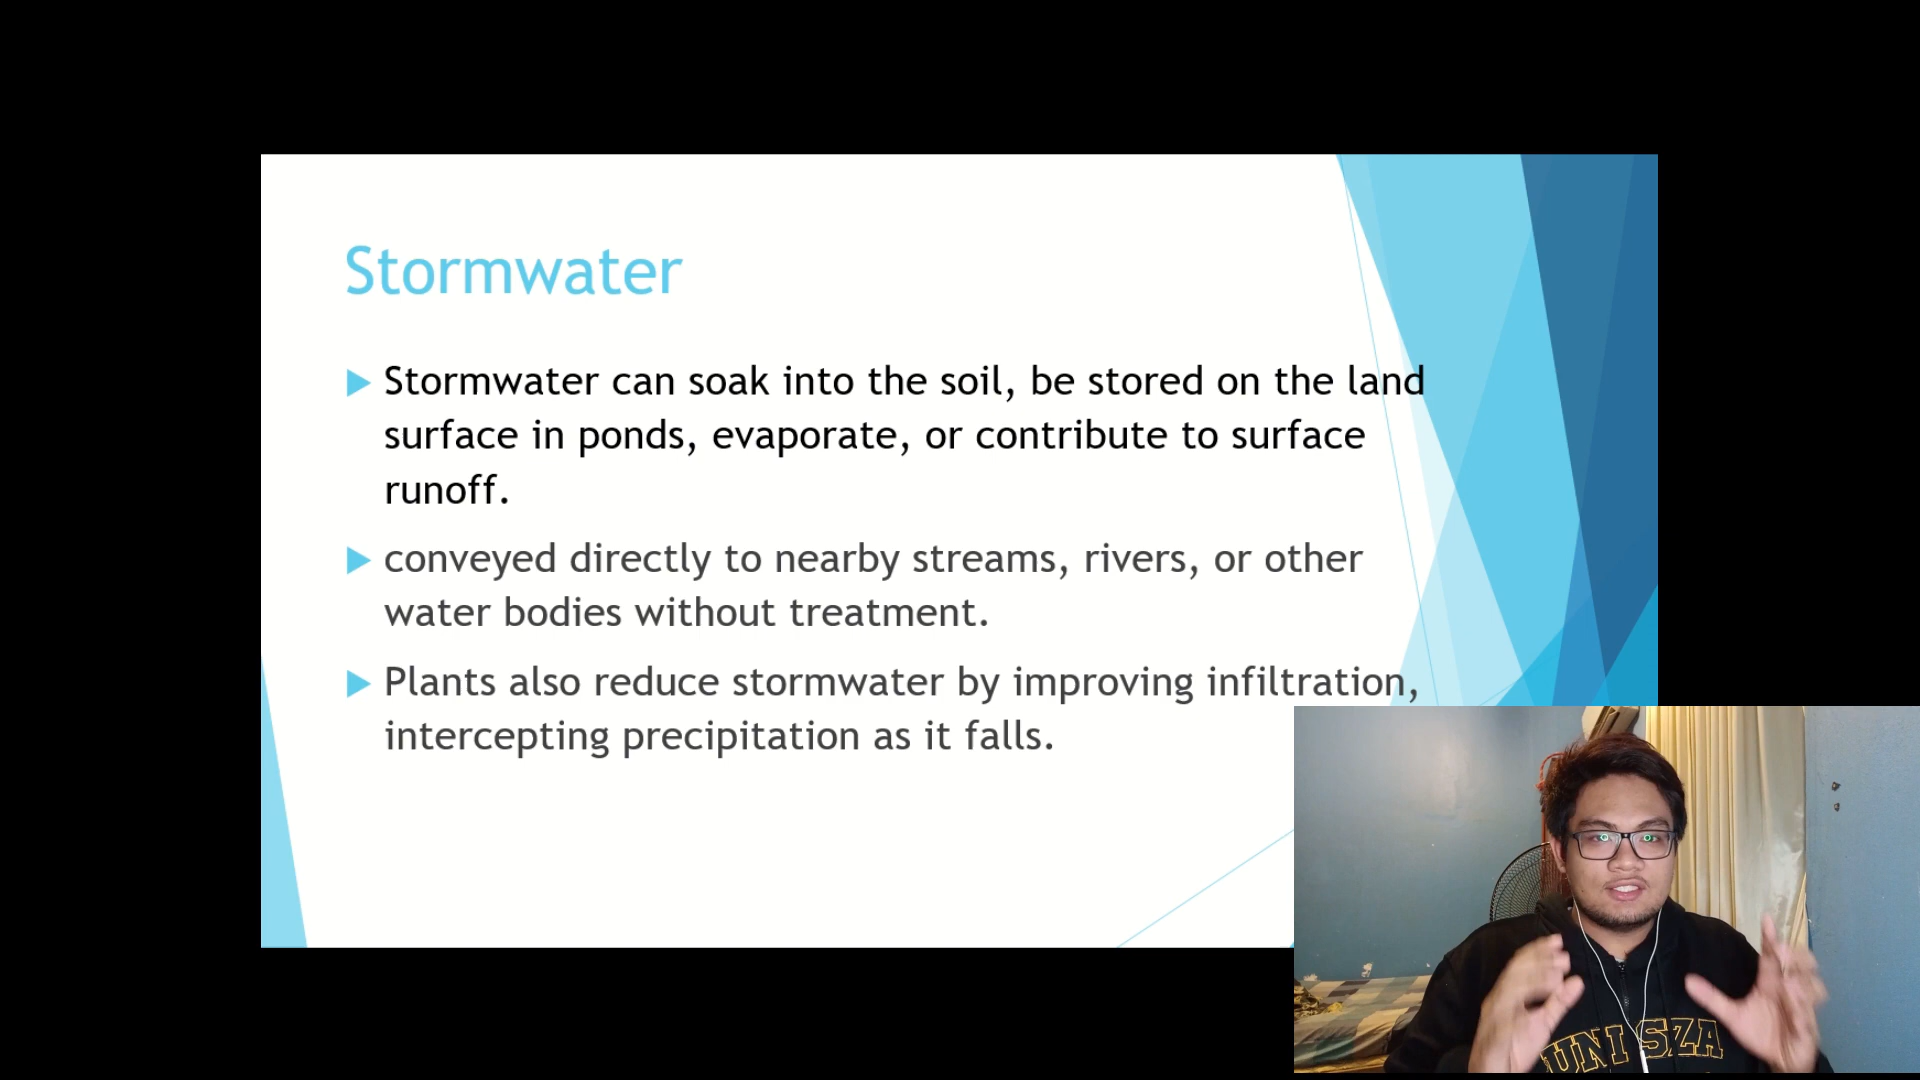 Stormwater
Stormwater can soak into the soil, be stored on the land
surface in ponds, evaporate, or contribute to surface
runoff.
conveyed directly to nearby streams, rivers, or other
water bodies without treatment.
Plants also reduce stormwater by improving infiltration,
intercepting precipitation as it falls.
UNISZA